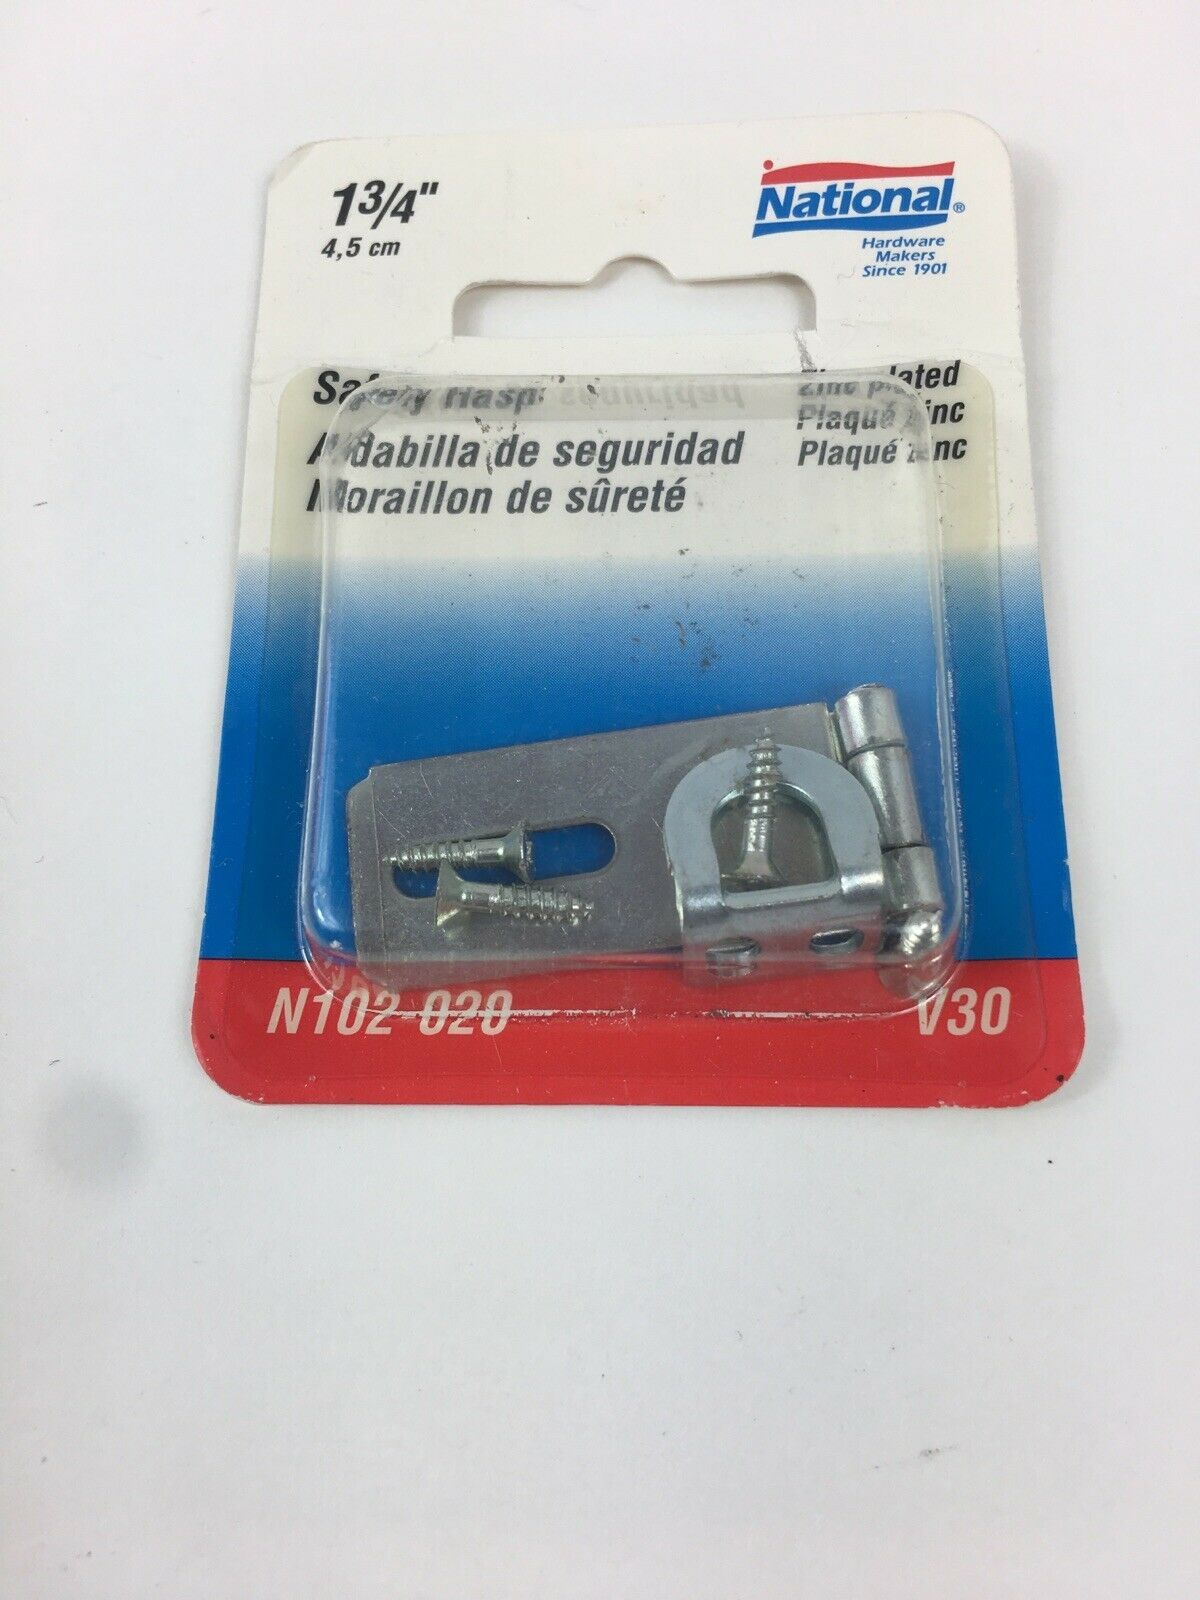 1 3/4"
4,5 cm
National®
Hardware
Makers
Since 1901
Safety Hasp
Aldabilla de seguridad
Moraillon de sûreté
Zinc plated
Plaqué zinc
Plaqué zinc
N102-020
V30